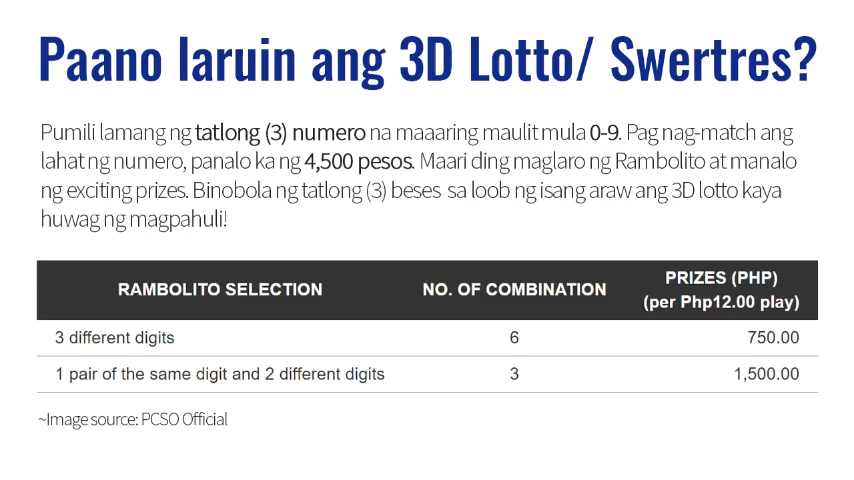 Paano laruin ang 3D Lotto/ Swertres?
Pumili lamang ng tatlong (3) numero na maaaring maulit mula 0-9. Pag nag-match ang
lahat ng numero, panalo ka ng 4,500 pesos. Maari ding maglaro ng Rambolito at manalo
ng exciting prizes. Binobola ng tatlong (3) beses sa loob ng isang araw ang 3D lotto kaya
huwag ng magpahuli!
RAMBOLITO SELECTION NO. OF COMBINATION PRIZES (PHP)
(per Php12.00 play)
3 different digits 6 750.00
1 pair of the same digit and 2 different digits 3 1,500.00
~Image source: PCSO Official